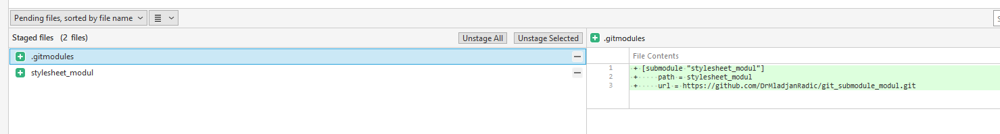 Pending files, sorted by file name
Staged files (2 files)
Unstage All
Unstage Selected
.gitmodules
stylesheet_modul
.gitmodules
File Contents
1 + [submodule "stylesheet_modul"]
2 + path = stylesheet_modul
3 + url = https://github.com/DrMladjanRadic/git_submodule_modul.git